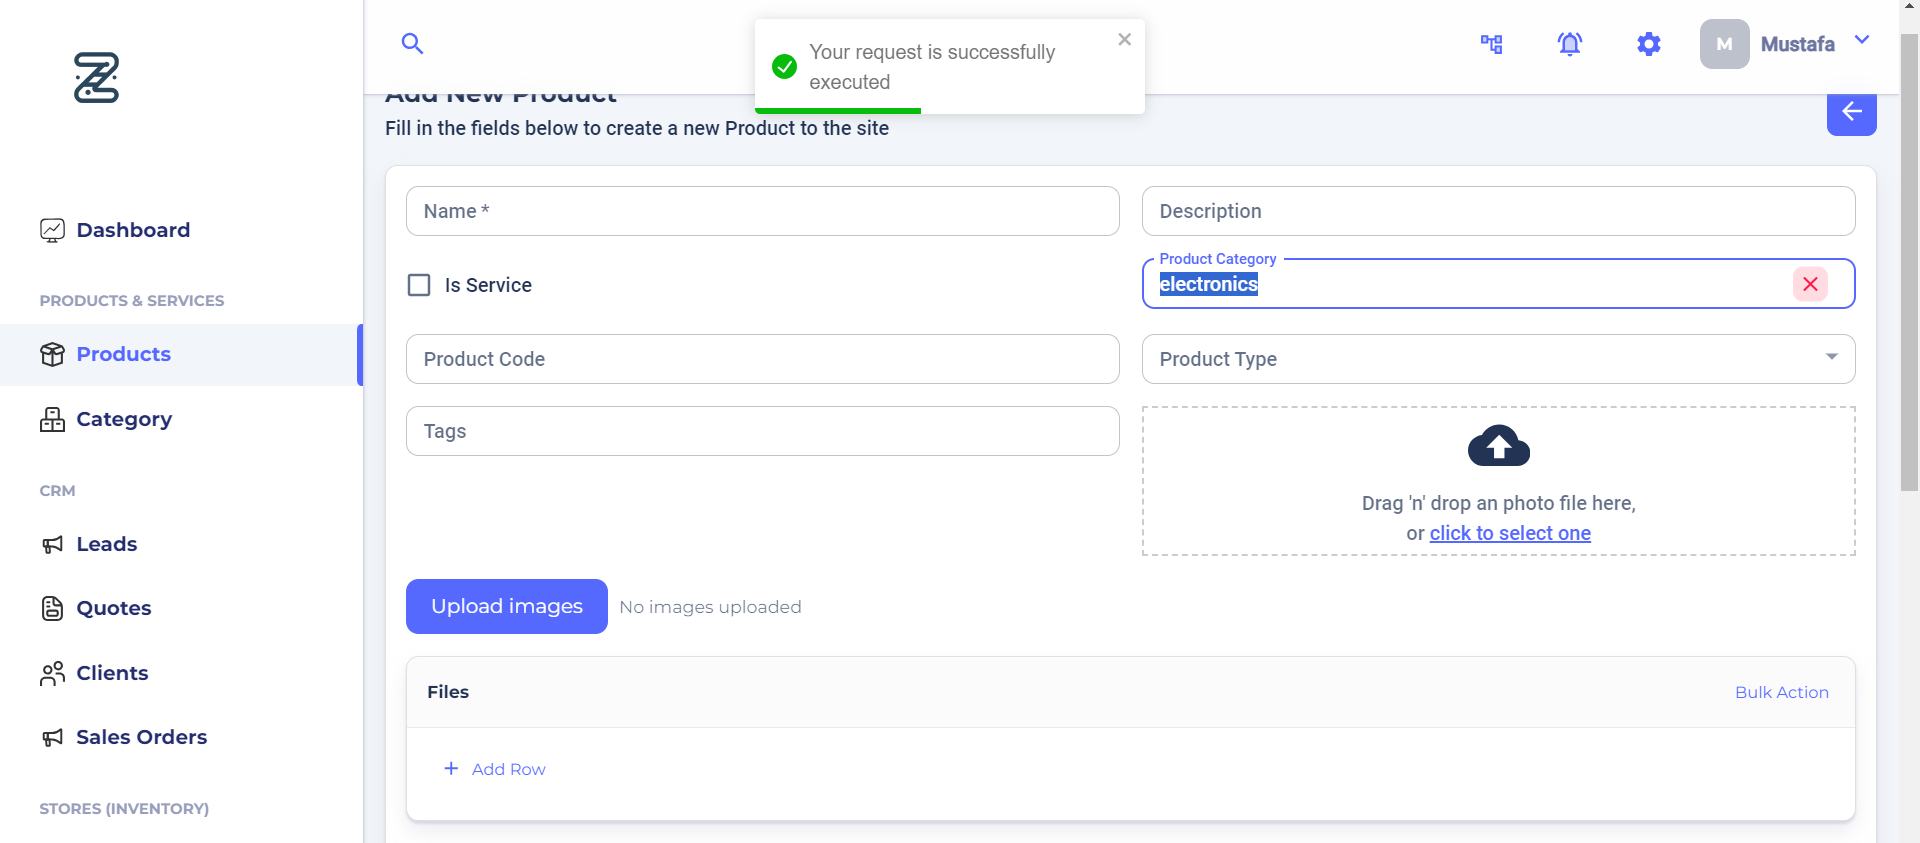 Your request is successfully
executed
M
Mustafa
Add New Product
Fill in the fields below to create a new Product to the site
Dashboard
PRODUCTS & SERVICES
Products
Category
CRM
Leads
Quotes
Clients
Sales Orders
STORES (INVENTORY)
Name *
Description
Is Service
Product Category
electronics
Product Code
Product Type
Tags
Drag 'n' drop an photo file here,
or click to select one
Upload images
No images uploaded
Files
Bulk Action
+ Add Row